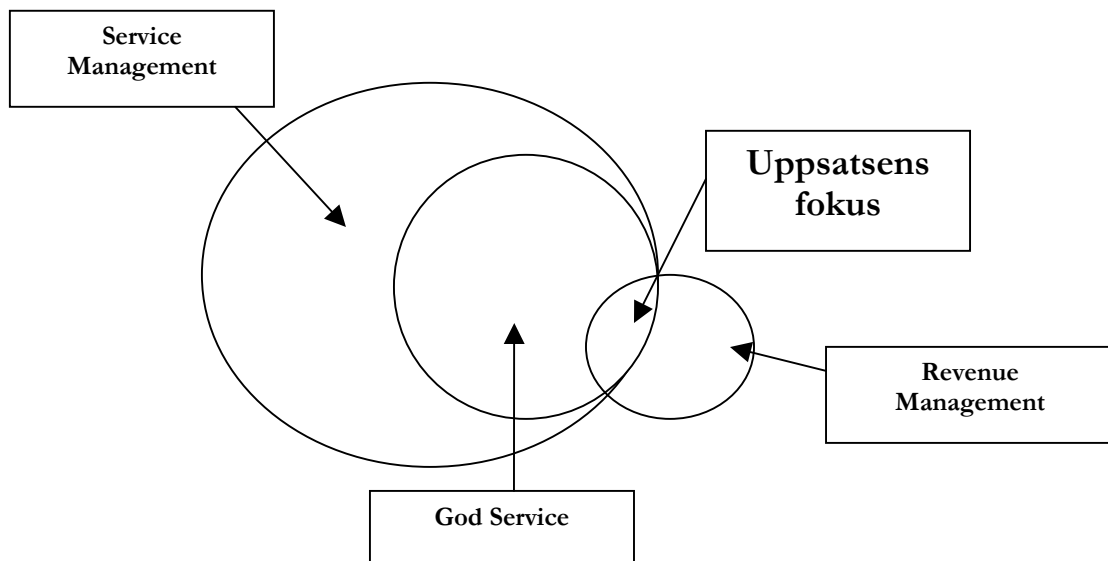 Service
Management
Uppsatsens
fokus
Revenue
Management
God Service